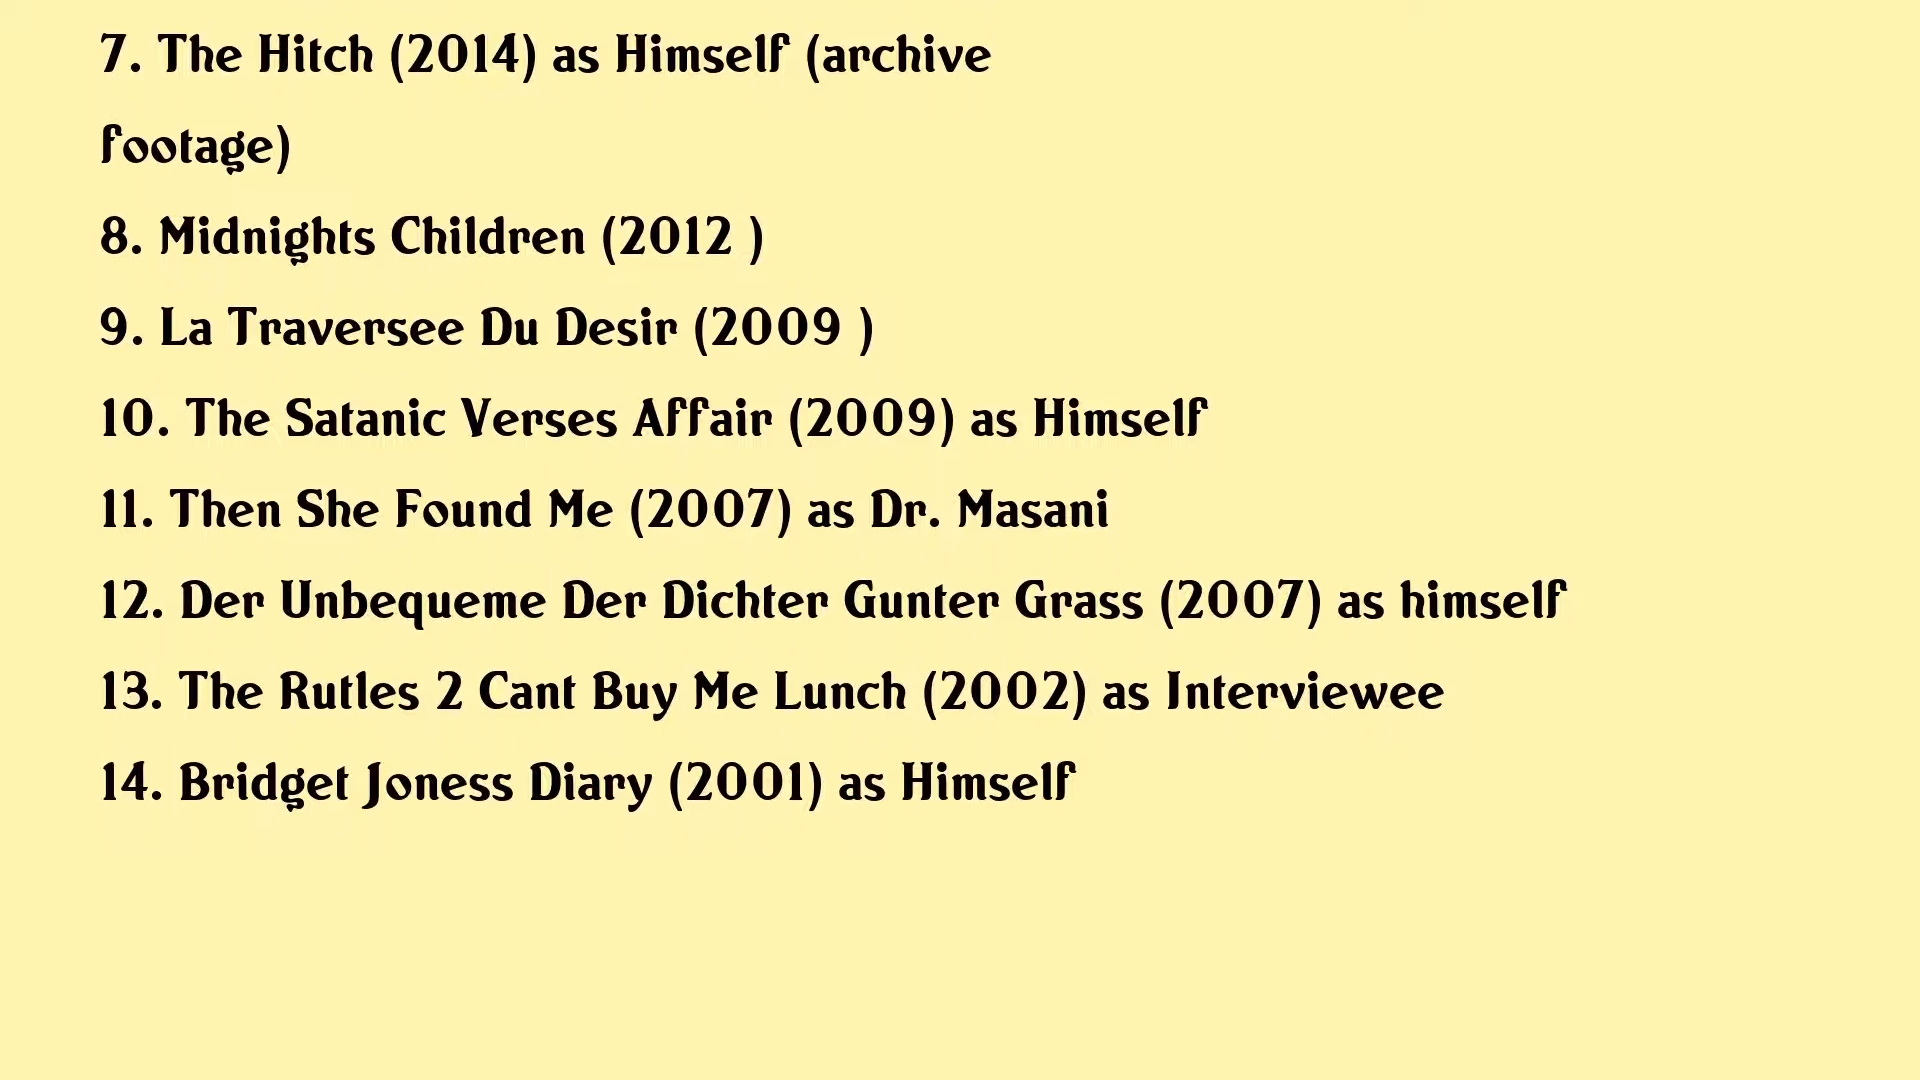 7. The Hitch (2014) as Himself (archive
footage)
8. Midnights Children (2012 )
9. La Traversee Du Desir (2009 )
10. The Satanic Verses Affair (2009) as Himself
11. Then She Found Me (2007) as Dr. Masani
12. Der Unbequeme Der Dichter Gunter Grass (2007) as himself
13. The Rutles 2 Cant Buy Me Lunch (2002) as Interviewee
14. Bridget Joness Diary (2001) as Himself